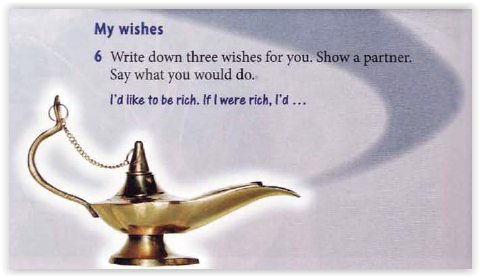 My wishes
6 Write down three wishes for you. Show a partner.
Say what you would do.
I'd like to be rich. If I were rich, I'd ...